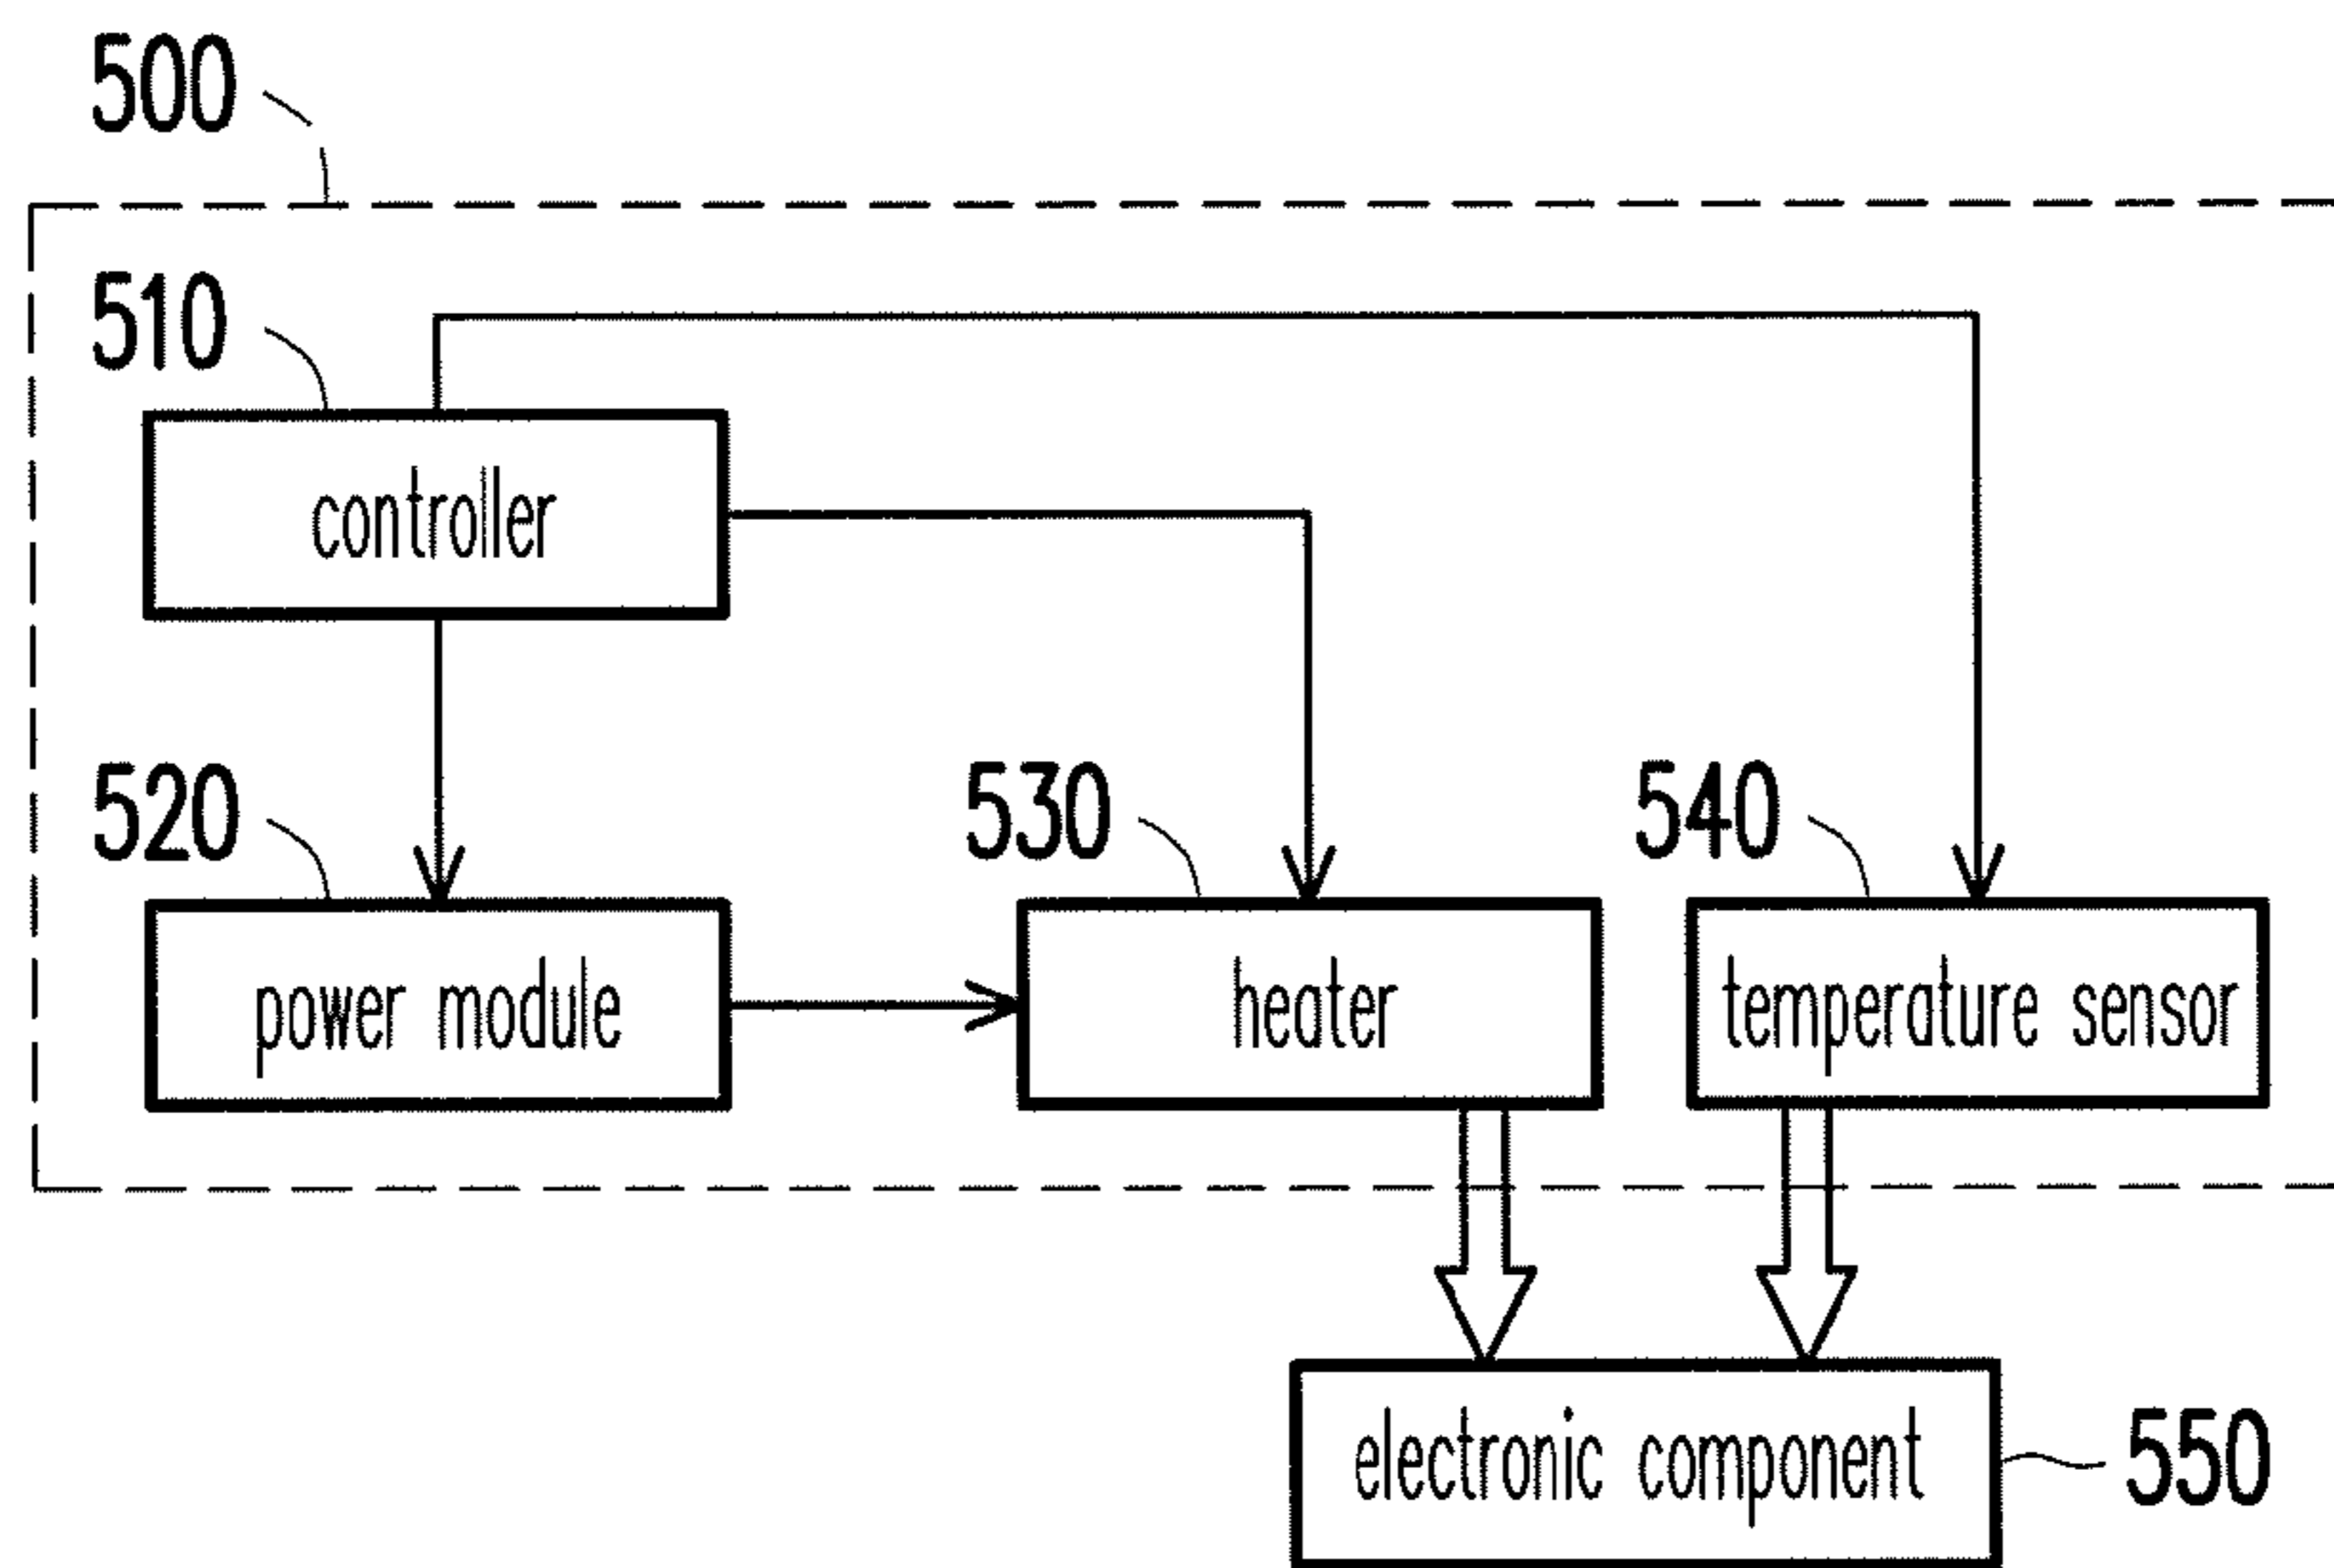 500
510
controller
520
530
540
power module
heater
temperature sensor
electronic component
550